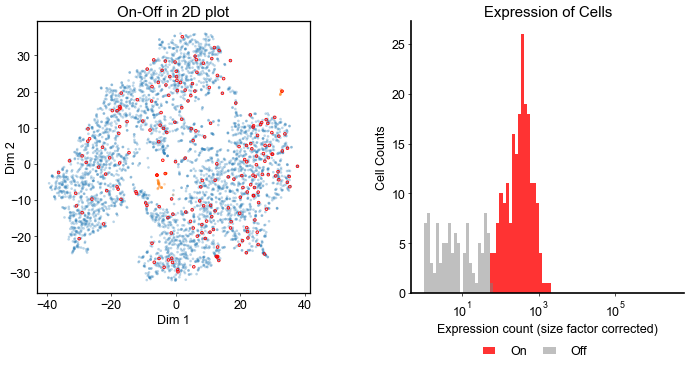 On-Off in 2D plot
30
20
10
0
−10
−20
−30
Dim 2
−40
−20
0
20
40
Dim 1
Expression of Cells
25
20
15
10
5
0
Cell Counts
10^1
10^3
10^5
Expression count (size factor corrected)
On
Off